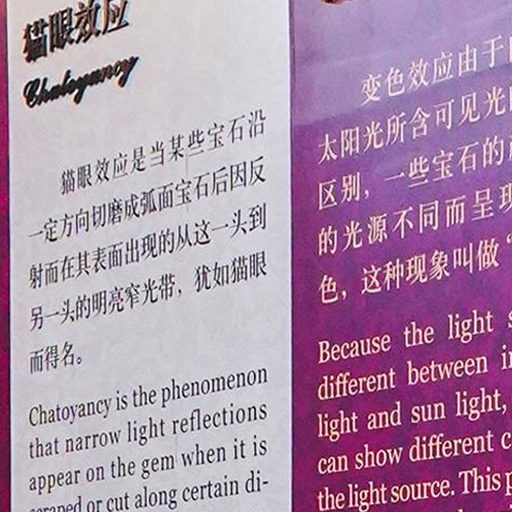 猫眼效应
Chatoyancy
猫眼效应是当某些宝石沿
一定方向切磨成弧面宝石后因反
射而在其表面出现的从这一头到
另一头的明亮窄光带，犹如猫眼
而得名。
Chatoyancy is the phenomenon
that narrow light reflections
appear on the gem when it is
scraped or cut along certain di-
变色效应由于
太阳光所含可见光
区别，一些宝石的
的光源不同而呈现
色，这种现象叫做“
Because the light
different between
light and sun light,
can show different
the light source. This